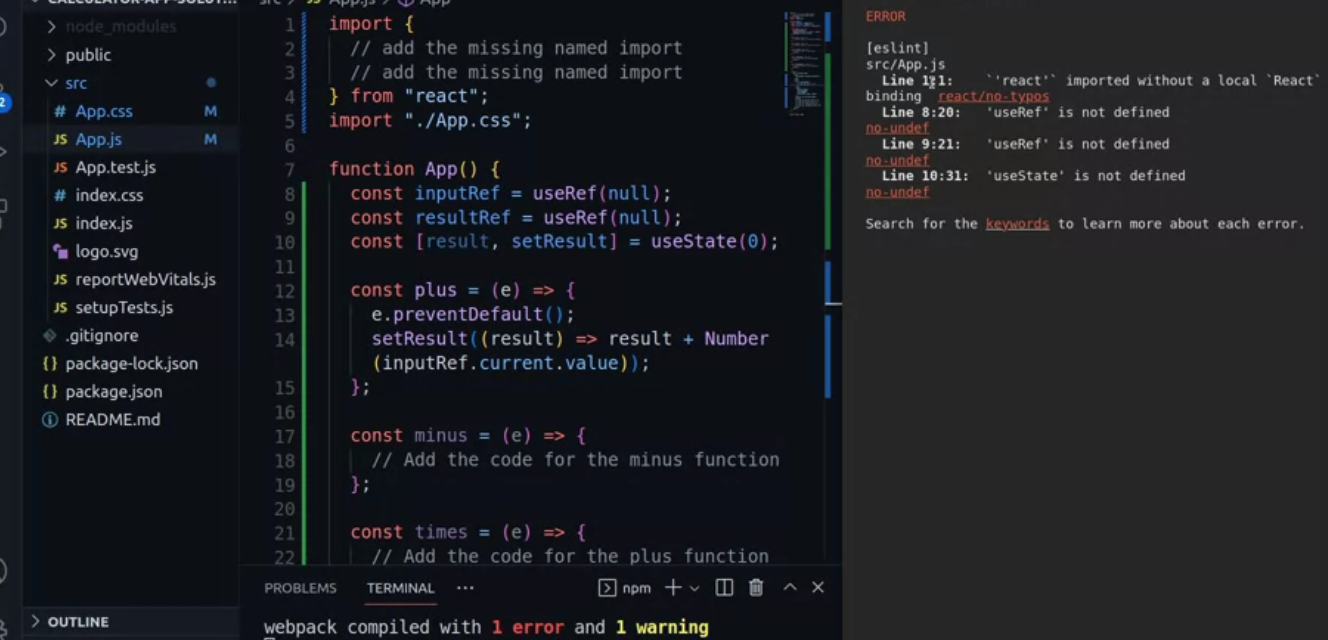 CALCULATOR-APP-SOLUT...
node_modules
public
src
# App.css M
JS App.js M
JS App.test.js
# index.css
JS index.js
logo.svg
JS reportWebVitals.js
JS setupTests.js
.gitignore
{} package-lock.json
{} package.json
README.md
OUTLINE
2
src > JS App.js > App
1 import {
2 // add the missing named import
3 // add the missing named import
4 } from "react";
5 import "./App.css";
6
7 function App() {
8 const inputRef = useRef(null);
9 const resultRef = useRef(null);
10 const [result, setResult] = useState(0);
11
12 const plus = (e) => {
13 e.preventDefault();
14 setResult((result) => result + Number
(inputRef.current.value));
15 };
16
17 const minus = (e) => {
18 // Add the code for the minus function
19 };
20
21 const times = (e) => {
22 // Add the code for the plus function
PROBLEMS TERMINAL ··· npm
webpack compiled with 1 error and 1 warning
ERROR
[eslint]
src/App.js
Line 1:1: `'react'` imported without a local `React`
binding react/no-typos
Line 8:20: 'useRef' is not defined
no-undef
Line 9:21: 'useRef' is not defined
no-undef
Line 10:31: 'useState' is not defined
no-undef
Search for the keywords to learn more about each error.